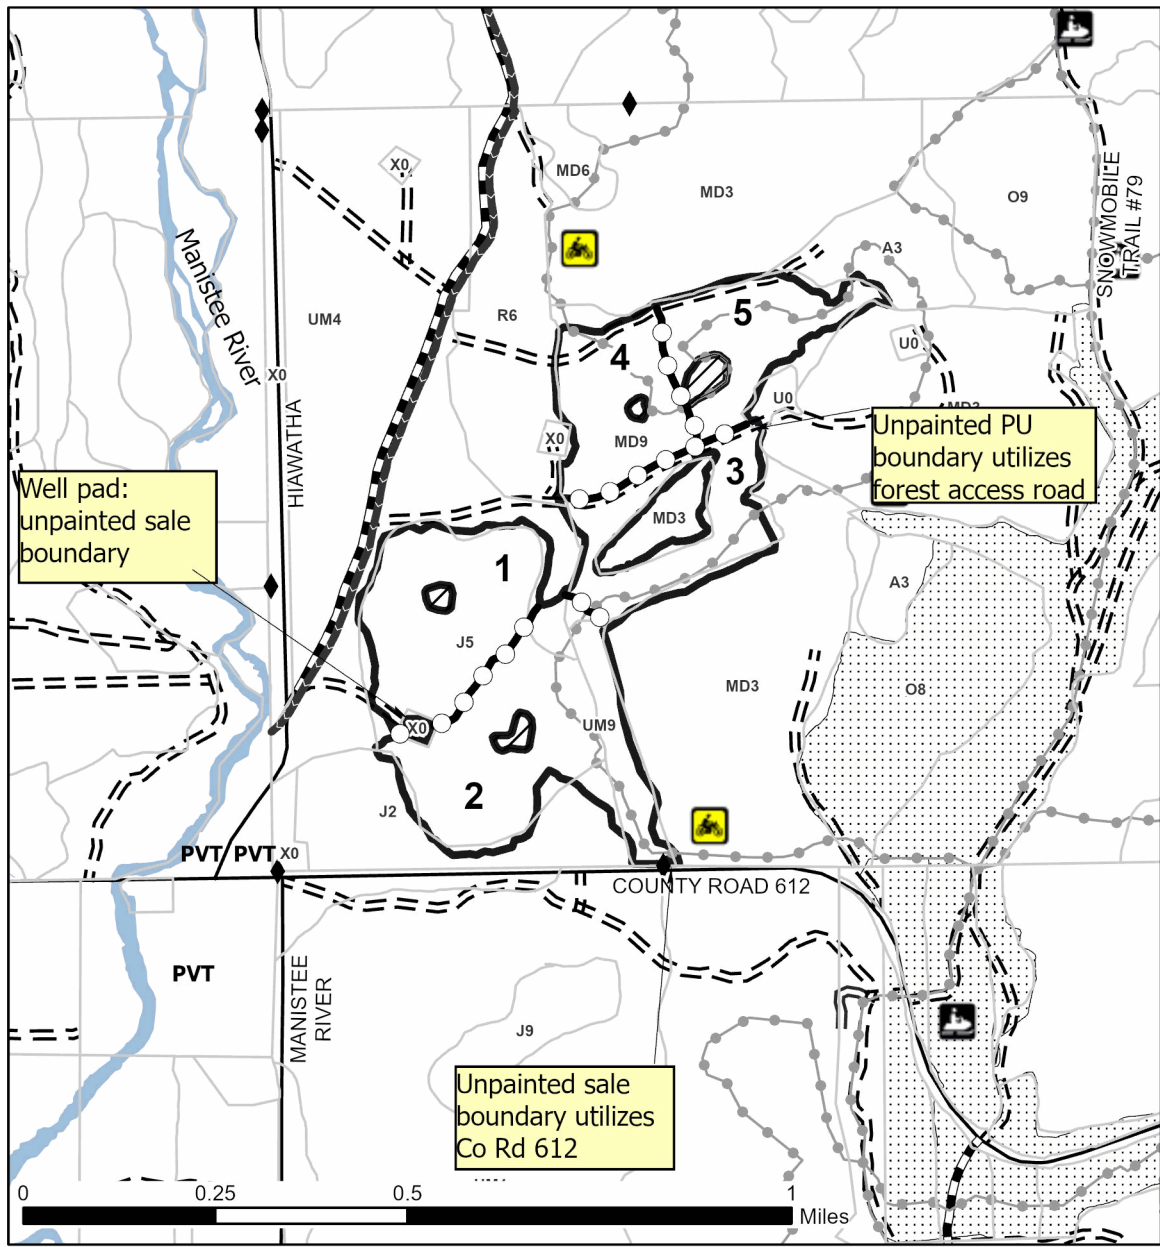 X0
MD6
MD3
O9
SNOWMOBILE
TRAIL #79
Manistee River
A3
UM4
R6
5
U0
4
X0
HIAWATHA
U0
Unpainted PU
boundary utilizes
forest access road
MD9
X0
3
Well pad:
unpainted sale
boundary
MD3
1
A3
J5
MD3
O8
X0
UM9
2
J2
PVT PVT X0
COUNTY ROAD 612
PVT
MANISTEE
RIVER
J9
Unpainted sale
boundary utilizes
Co Rd 612
0 0.25 0.5 1
Miles